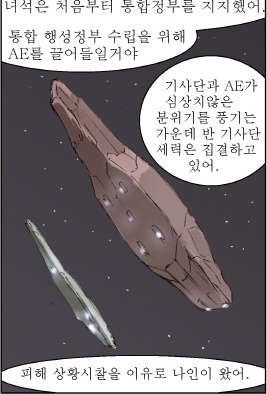 녀석은 처음부터 통합정부를 지지했어.
통합 행성정부 수립을 위해
AE를 끌어들일거야
기사단과 AE가
심상치않은
분위기를 풍기는
가운데 반 기사단
세력은 집결하고
있어.
피해 상황시찰을 이유로 나인이 왔어.